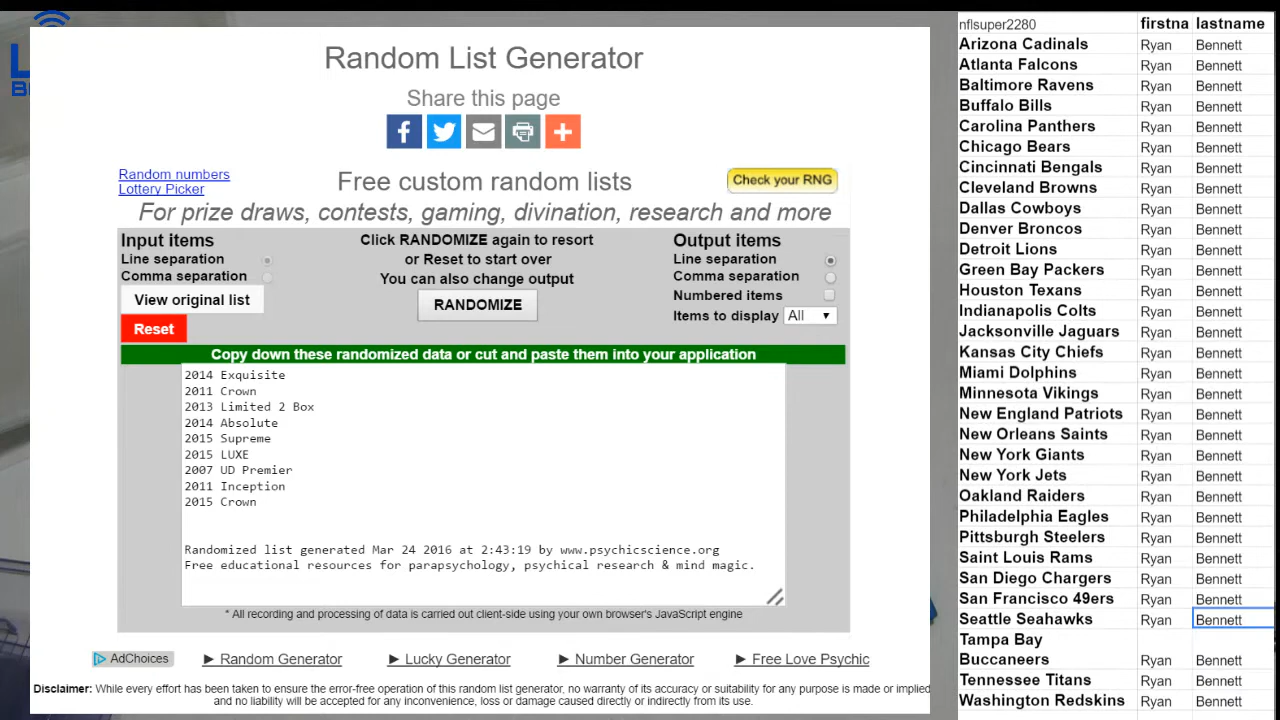 Random List Generator
Share this page
Random numbers
Lottery Picker
Free custom random lists
Check your RNG
For prize draws, contests, gaming, divination, research and more
Input items
Line separation
Comma separation
View original list
Reset
Click RANDOMIZE again to resort
or Reset to start over
You can also change output
RANDOMIZE
Output items
Line separation
Comma separation
Numbered items
Items to display All
Copy down these randomized data or cut and paste them into your application
2014 Exquisite
2011 Crown
2013 Limited 2 Box
2014 Absolute
2015 Supreme
2015 LUXE
2007 UD Premier
2011 Inception
2015 Crown
Randomized list generated Mar 24 2016 at 2:43:19 by www.psychicscience.org
Free educational resources for parapsychology, psychical research & mind magic.
* All recording and processing of data is carried out client-side using your own browser's JavaScript engine
AdChoices
► Random Generator
► Lucky Generator
► Number Generator
► Free Love Psychic
Disclaimer: While every effort has been taken to ensure the error-free operation of this random list generator, no warranty of its accuracy or suitability for any purpose is made or implied
and no liability will be accepted for any inconvenience, loss or damage caused directly or indirectly from its use.
nflsuper2280 firstna lastname
Arizona Cadinals Ryan Bennett
Atlanta Falcons Ryan Bennett
Baltimore Ravens Ryan Bennett
Buffalo Bills Ryan Bennett
Carolina Panthers Ryan Bennett
Chicago Bears Ryan Bennett
Cincinnati Bengals Ryan Bennett
Cleveland Browns Ryan Bennett
Dallas Cowboys Ryan Bennett
Denver Broncos Ryan Bennett
Detroit Lions Ryan Bennett
Green Bay Packers Ryan Bennett
Houston Texans Ryan Bennett
Indianapolis Colts Ryan Bennett
Jacksonville Jaguars Ryan Bennett
Kansas City Chiefs Ryan Bennett
Miami Dolphins Ryan Bennett
Minnesota Vikings Ryan Bennett
New England Patriots Ryan Bennett
New Orleans Saints Ryan Bennett
New York Giants Ryan Bennett
New York Jets Ryan Bennett
Oakland Raiders Ryan Bennett
Philadelphia Eagles Ryan Bennett
Pittsburgh Steelers Ryan Bennett
Saint Louis Rams Ryan Bennett
San Diego Chargers Ryan Bennett
San Francisco 49ers Ryan Bennett
Seattle Seahawks Ryan Bennett
Tampa Bay
Buccaneers Ryan Bennett
Tennessee Titans Ryan Bennett
Washington Redskins Ryan Bennett